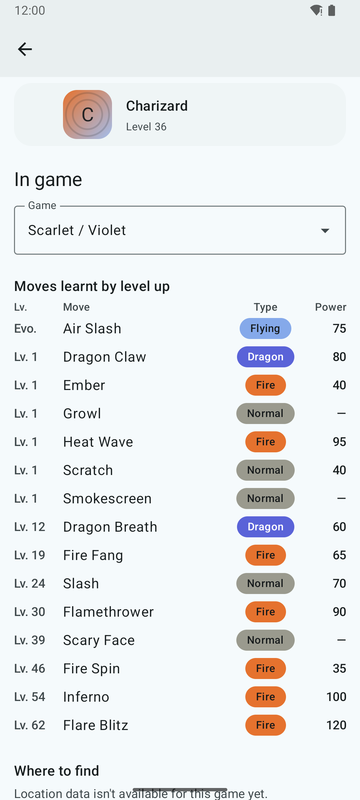 12:00
C
Charizard
Level 36
In game
Game
Scarlet / Violet
Moves learnt by level up
Lv. Move Type Power
Evo. Air Slash Flying 75
Lv. 1 Dragon Claw Dragon 80
Lv. 1 Ember Fire 40
Lv. 1 Growl Normal —
Lv. 1 Heat Wave Fire 95
Lv. 1 Scratch Normal 40
Lv. 1 Smokescreen Normal —
Lv. 12 Dragon Breath Dragon 60
Lv. 19 Fire Fang Fire 65
Lv. 24 Slash Normal 70
Lv. 30 Flamethrower Fire 90
Lv. 39 Scary Face Normal —
Lv. 46 Fire Spin Fire 35
Lv. 54 Inferno Fire 100
Lv. 62 Flare Blitz Fire 120
Where to find
Location data isn't available for this game yet.